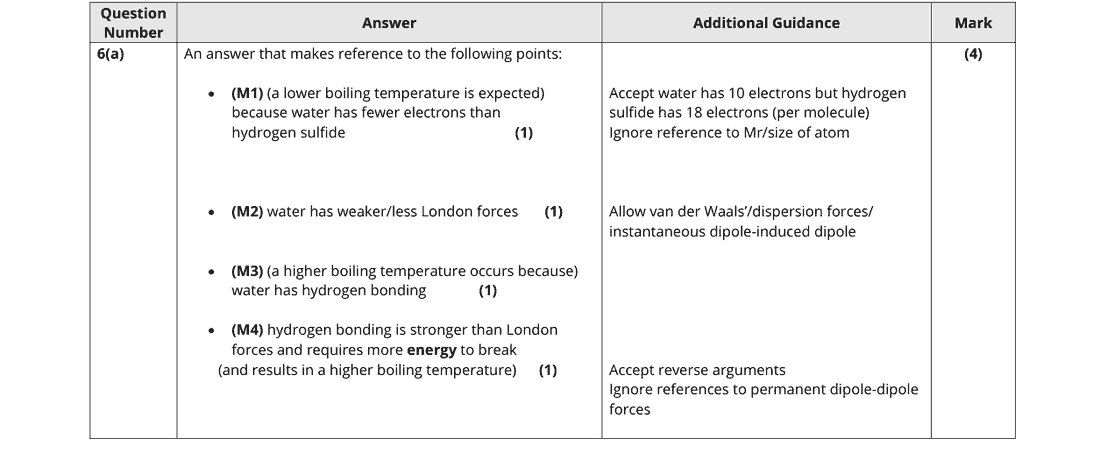 Question Number
Answer
Additional Guidance
Mark
6(a)
An answer that makes reference to the following points:
(4)
• (M1) (a lower boiling temperature is expected)
because water has fewer electrons than
hydrogen sulfide (1)
Accept water has 10 electrons but hydrogen
sulfide has 18 electrons (per molecule)
Ignore reference to Mr/size of atom
• (M2) water has weaker/less London forces (1)
Allow van der Waals’/dispersion forces/
instantaneous dipole-induced dipole
• (M3) (a higher boiling temperature occurs because)
water has hydrogen bonding (1)
• (M4) hydrogen bonding is stronger than London
forces and requires more energy to break
(and results in a higher boiling temperature) (1)
Accept reverse arguments
Ignore references to permanent dipole-dipole
forces